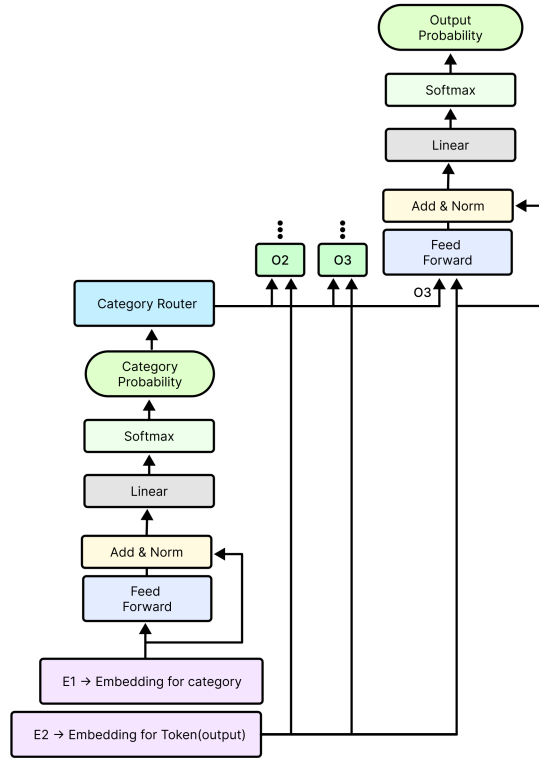 Output
Probability
Softmax
Linear
Add & Norm
Feed
Forward
O2
O3
O3
Category Router
Category
Probability
Softmax
Linear
Add & Norm
Feed
Forward
E1 → Embedding for category
E2 → Embedding for Token(output)